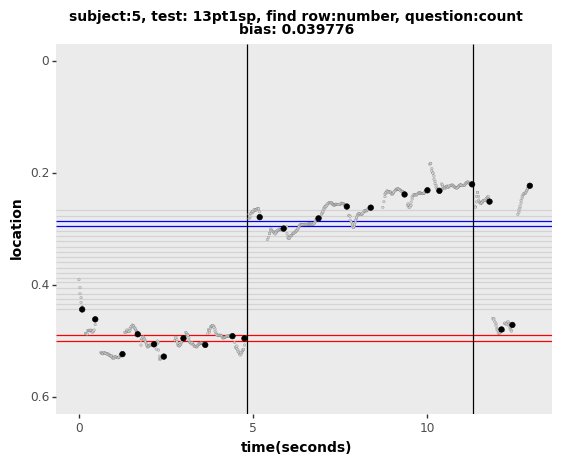 subject:5, test: 13pt1sp, find row:number, question:count
bias: 0.039776
0
0.2
0.4
0.6
location
0 5 10
time(seconds)